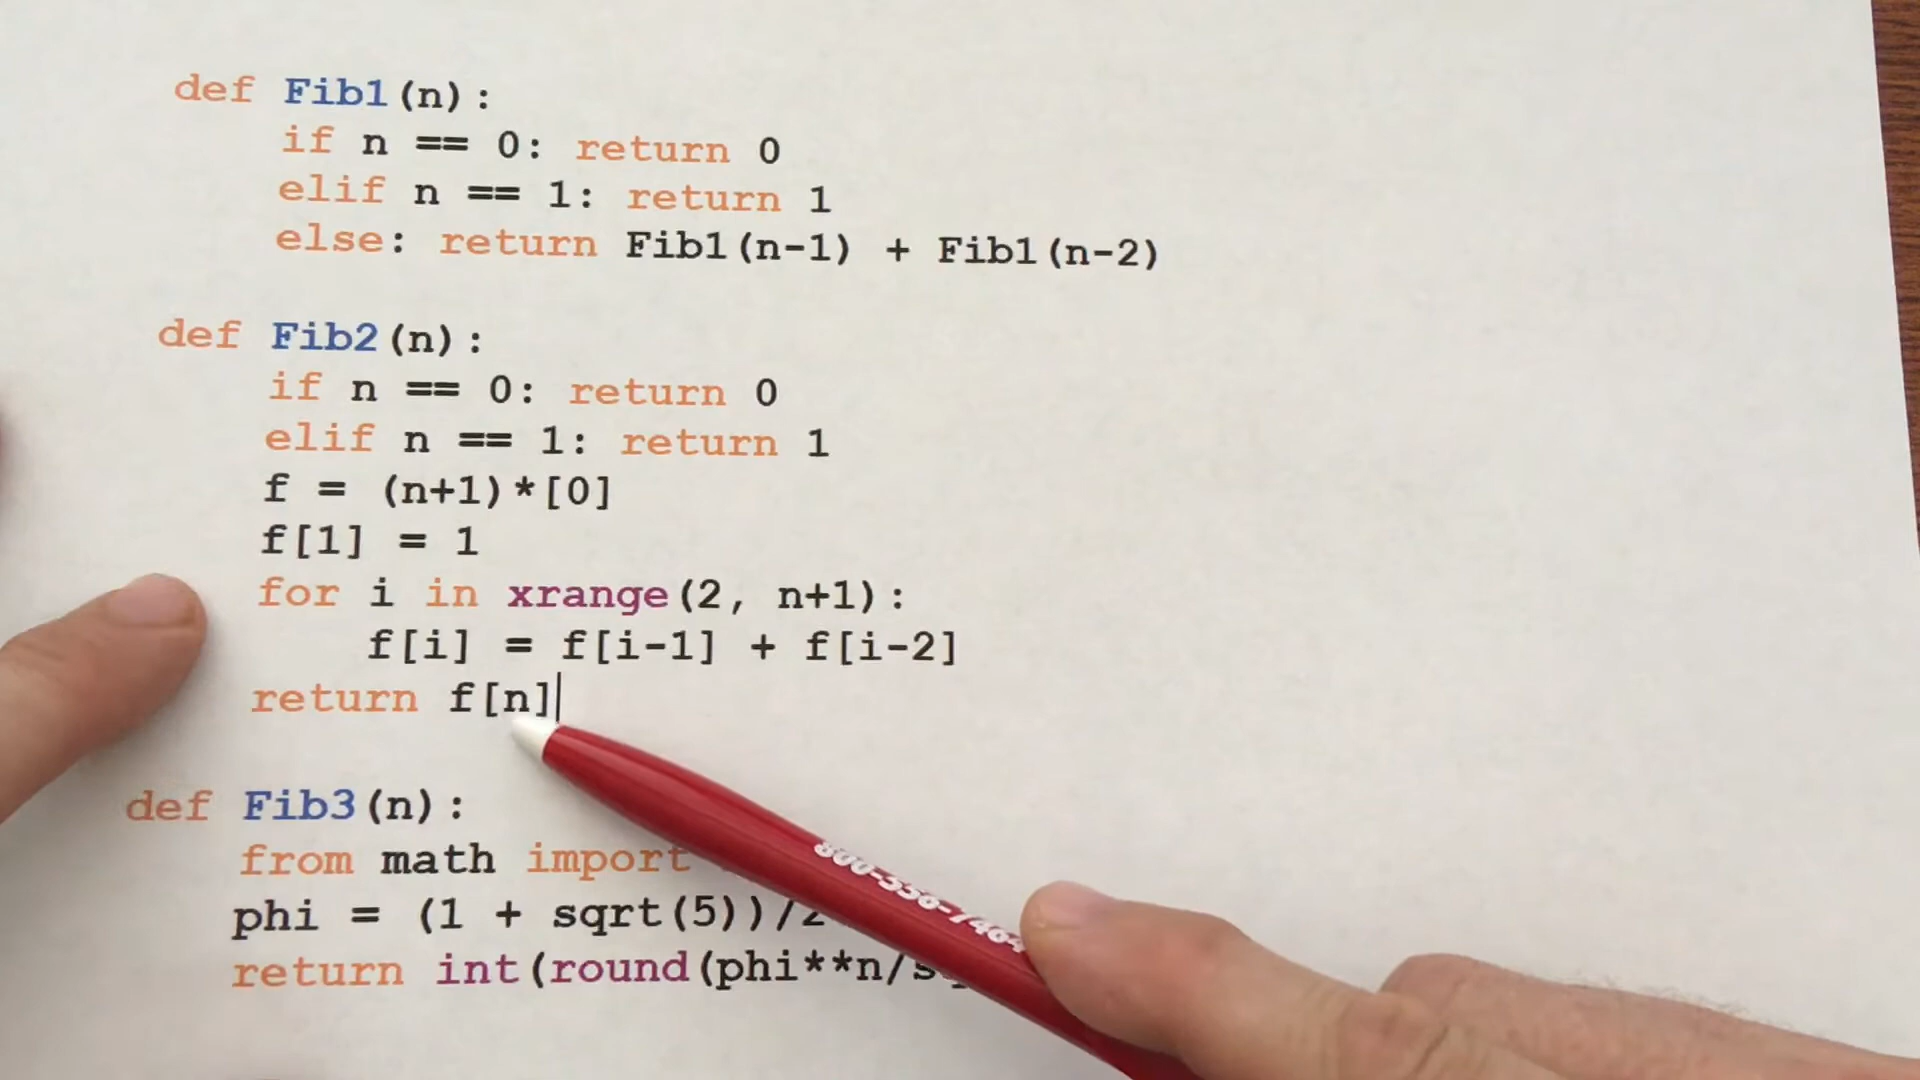 def Fib1(n):
    if n == 0: return 0
    elif n == 1: return 1
    else: return Fib1(n-1) + Fib1(n-2)
def Fib2(n):
    if n == 0: return 0
    elif n == 1: return 1
    f = (n+1)*[0]
    f[1] = 1
    for i in xrange(2, n+1):
        f[i] = f[i-1] + f[i-2]
    return f[n]
def Fib3(n):
    from math import
    phi = (1 + sqrt(5))/2
    return int(round(phi**n/